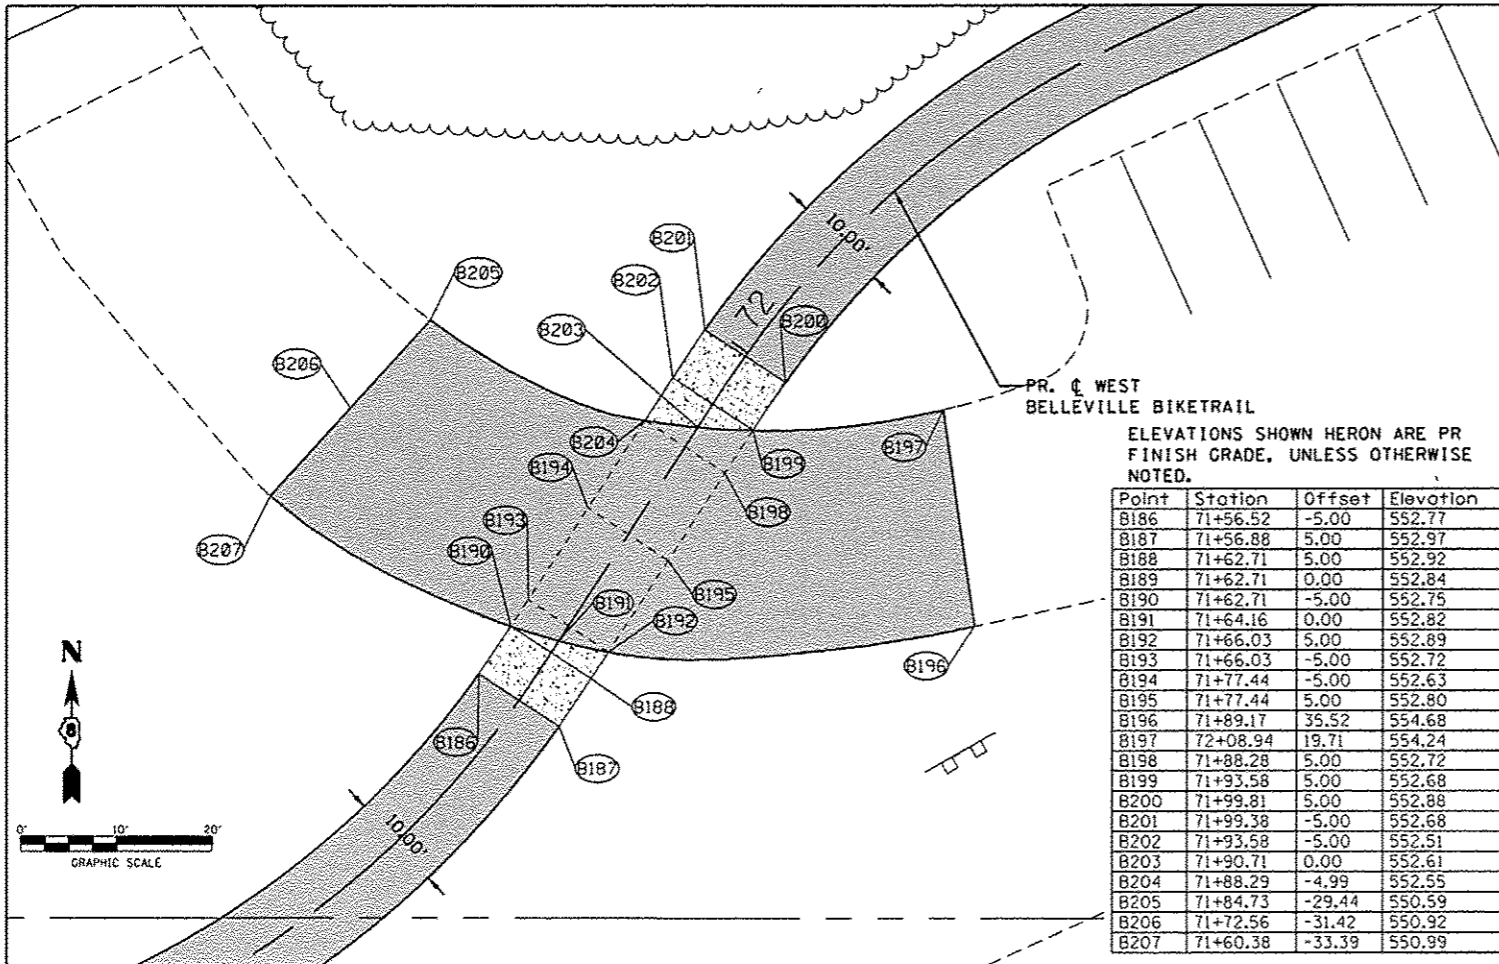 B201
B202
B205
B203
B200
B206
72
10.00'
PR. ℄ WEST
BELLEVILLE BIKETRAIL
ELEVATIONS SHOWN HERON ARE PR
FINISH GRADE, UNLESS OTHERWISE
NOTED.
B204
B197
B199
B194
B198
B193
B190
B207
B195
B191
B192
B196
B188
B186
B187
N
8
0' 10' 20'
GRAPHIC SCALE
10.00'
Point Station Offset Elevation
B186 71+56.52 -5.00 552.77
B187 71+56.88 5.00 552.97
B188 71+62.71 5.00 552.92
B189 71+62.71 0.00 552.84
B190 71+62.71 -5.00 552.75
B191 71+64.16 0.00 552.82
B192 71+66.03 5.00 552.89
B193 71+66.03 -5.00 552.72
B194 71+77.44 -5.00 552.63
B195 71+77.44 5.00 552.80
B196 71+89.17 35.52 554.68
B197 72+08.94 19.71 554.24
B198 71+88.28 5.00 552.72
B199 71+93.58 5.00 552.68
B200 71+99.81 5.00 552.88
B201 71+99.38 -5.00 552.68
B202 71+93.58 -5.00 552.51
B203 71+90.71 0.00 552.61
B204 71+88.29 -4.99 552.55
B205 71+84.73 -29.44 550.59
B206 71+72.56 -31.42 550.92
B207 71+60.38 -33.39 550.99